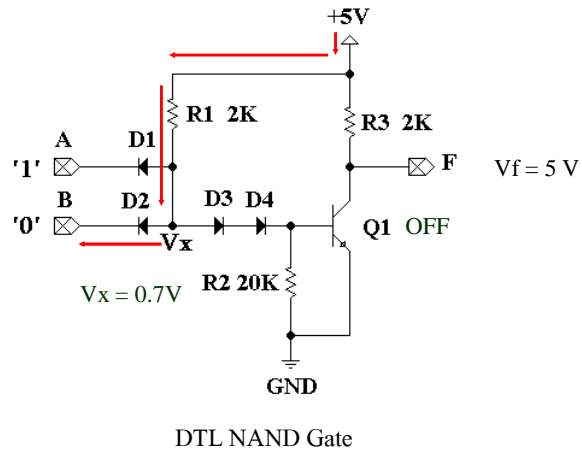 +5V
R1 2K
R3 2K
A
D1
'1'
F
Vf = 5 V
B
D2
D3
D4
'0'
Vx
Q1 OFF
Vx = 0.7V
R2 20K
GND
DTL NAND Gate